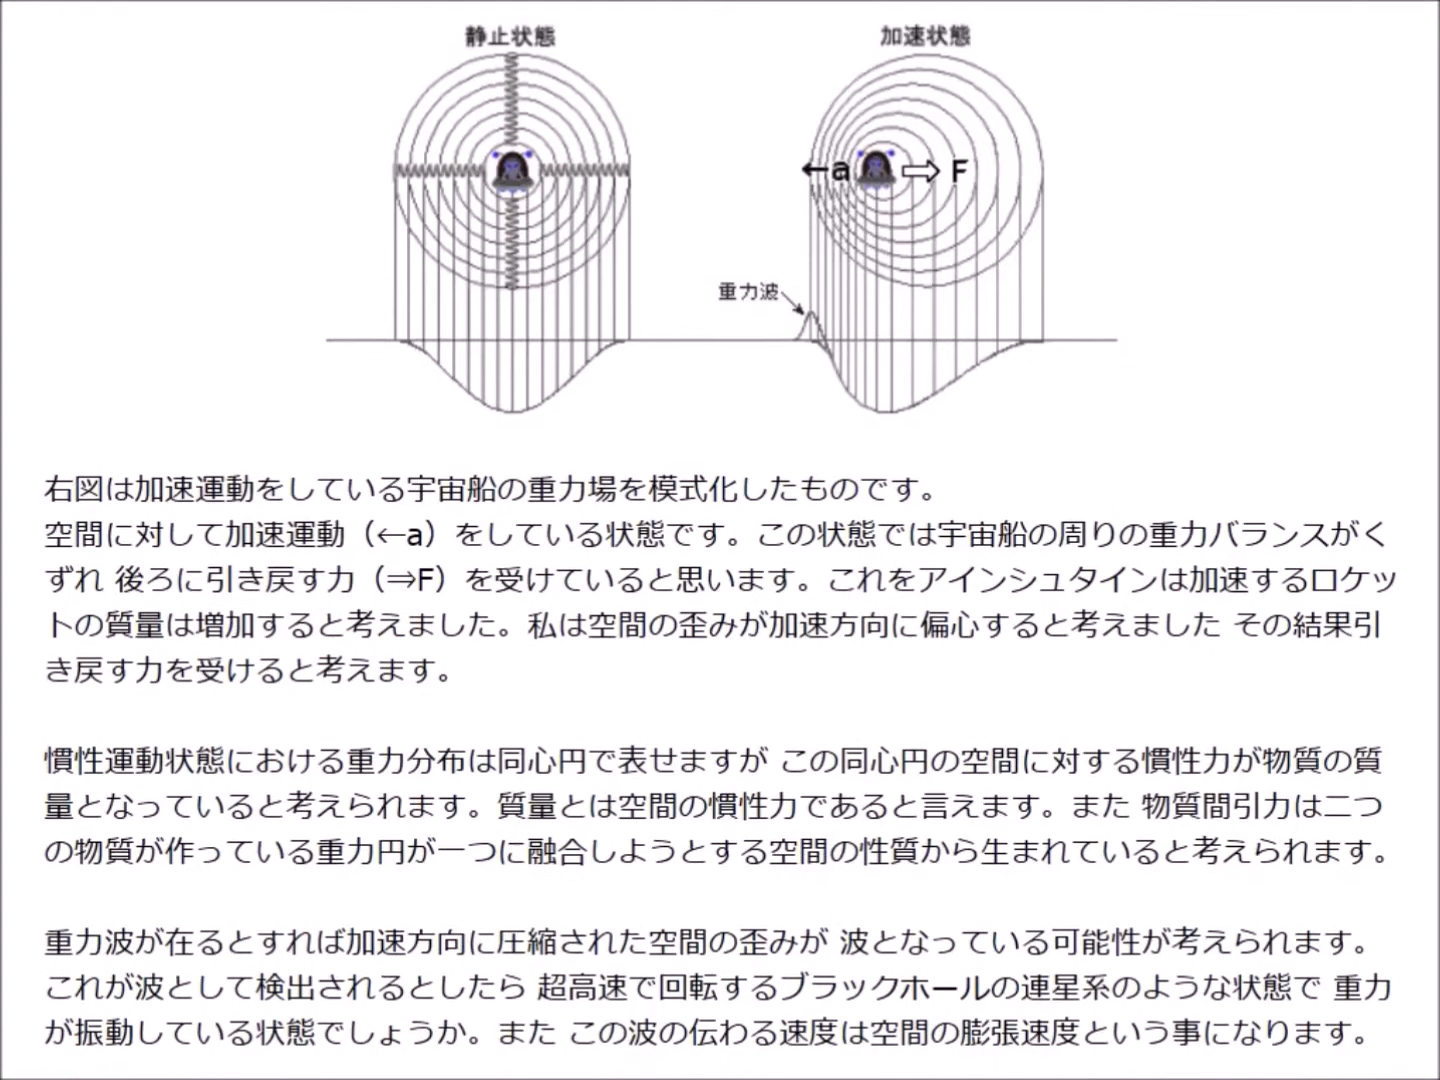 静止状態
加速状態
←a ⇒ F
重力波
右図は加速運動をしている宇宙船の重力場を模式化したものです。
空間に対して加速運動（←a）をしている状態です。この状態では宇宙船の周りの重力バランスがく
ずれ 後ろに引き戻す力（⇒F）を受けていると思います。これをアインシュタインは加速するロケッ
トの質量は増加すると考えました。私は空間の歪みが加速方向に偏心すると考えました その結果引
き戻す力を受けると考えます。
慣性運動状態における重力分布は同心円で表せますが この同心円の空間に対する慣性力が物質の質
量となっていると考えられます。質量とは空間の慣性力であると言えます。また 物質間引力は二つ
の物質が作っている重力円が一つに融合しようとする空間の性質から生まれていると考えられます。
重力波が在るとすれば加速方向に圧縮された空間の歪みが 波となっている可能性が考えられます。
これが波として検出されるとしたら 超高速で回転するブラックホールの連星系のような状態で 重力
が振動している状態でしょうか。また この波の伝わる速度は空間の膨張速度という事になります。